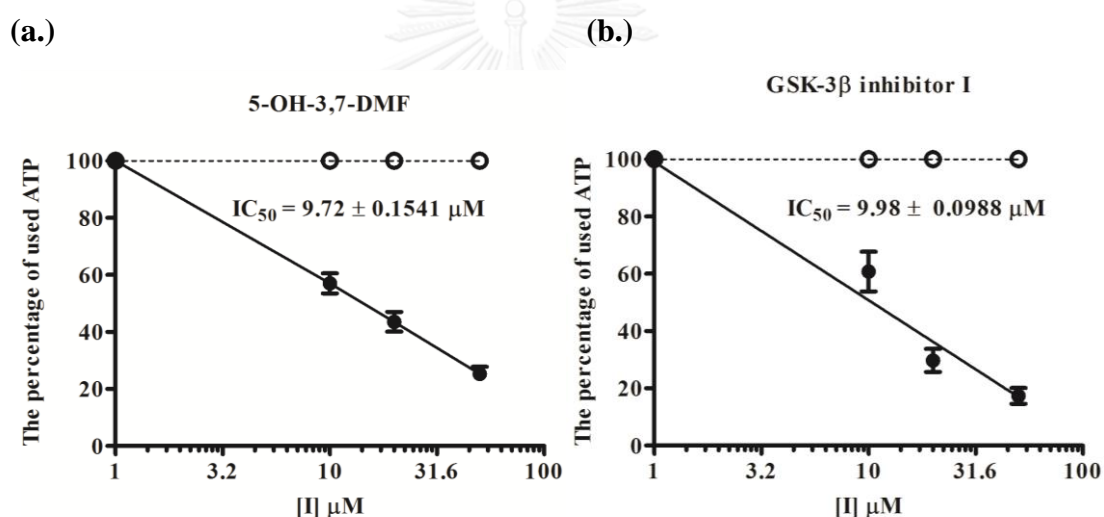 (a.)
5-OH-3,7-DMF
The percentage of used ATP
100
80
60
40
20
0
IC50 = 9.72 ± 0.1541 μM
1 3.2 10 31.6 100
[I] μM
(b.)
GSK-3β inhibitor I
The percentage of used ATP
100
80
60
40
20
0
IC50 = 9.98 ± 0.0988 μM
1 3.2 10 31.6 100
[I] μM